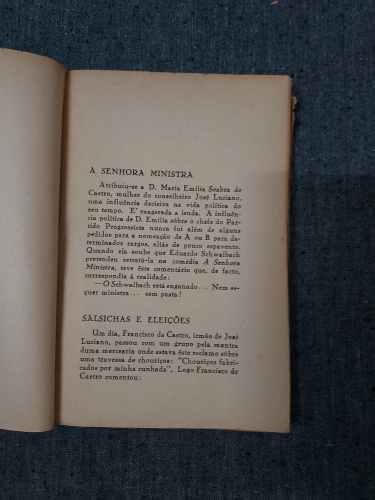 A SENHORA MINISTRA
Atribuiu-se a D. Maria Emília Seabra de
Castro, mulher do conselheiro José Luciano,
uma influência decisiva na vida política do
seu tempo. E' exagerada a lenda. A influên-
cia política de D. Emília sôbre o chefe do Par-
tido Progressista nunca foi além de alguns
pedidos para a nomeação de A ou B para de-
terminados cargos, aliás de pouco espavento.
Quando ela soube que Eduardo Schwalbach
pretendeu retratá-la na comédia A Senhora
Ministra, teve êste comentário que, de facto,
correspondia á realidade:
— O Schwalbach está enganado... Nem se-
quer ministra... sem pasta!
SALSICHAS E ELEIÇÕES
Um dia, Francisco de Castro, irmão de José
Luciano, passou com um grupo pela montra
duma mercearia onde estava êste reclamo sôbre
uma travessa de chouriços: "Chouriços fabri-
cados por minha cunhada". Logo Francisco de
Castro comentou: